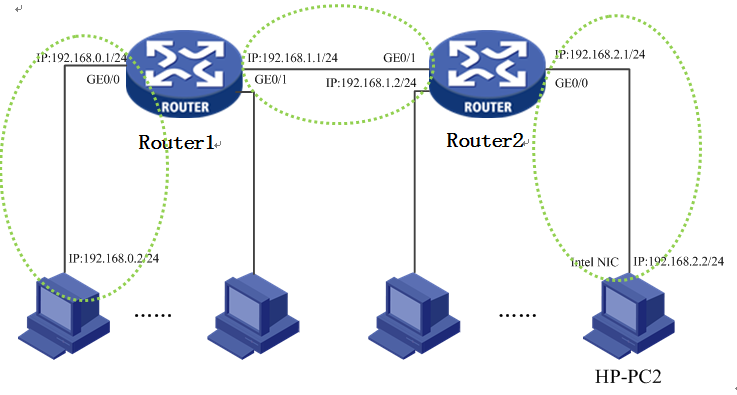 IP:192.168.0.1/24
GE0/0
ROUTER
Router1
IP:192.168.1.1/24
GE0/1
GE0/1
IP:192.168.1.2/24
ROUTER
Router2
IP:192.168.2.1/24
GE0/0
IP:192.168.0.2/24
......
......
Intel NIC
IP:192.168.2.2/24
HP-PC2